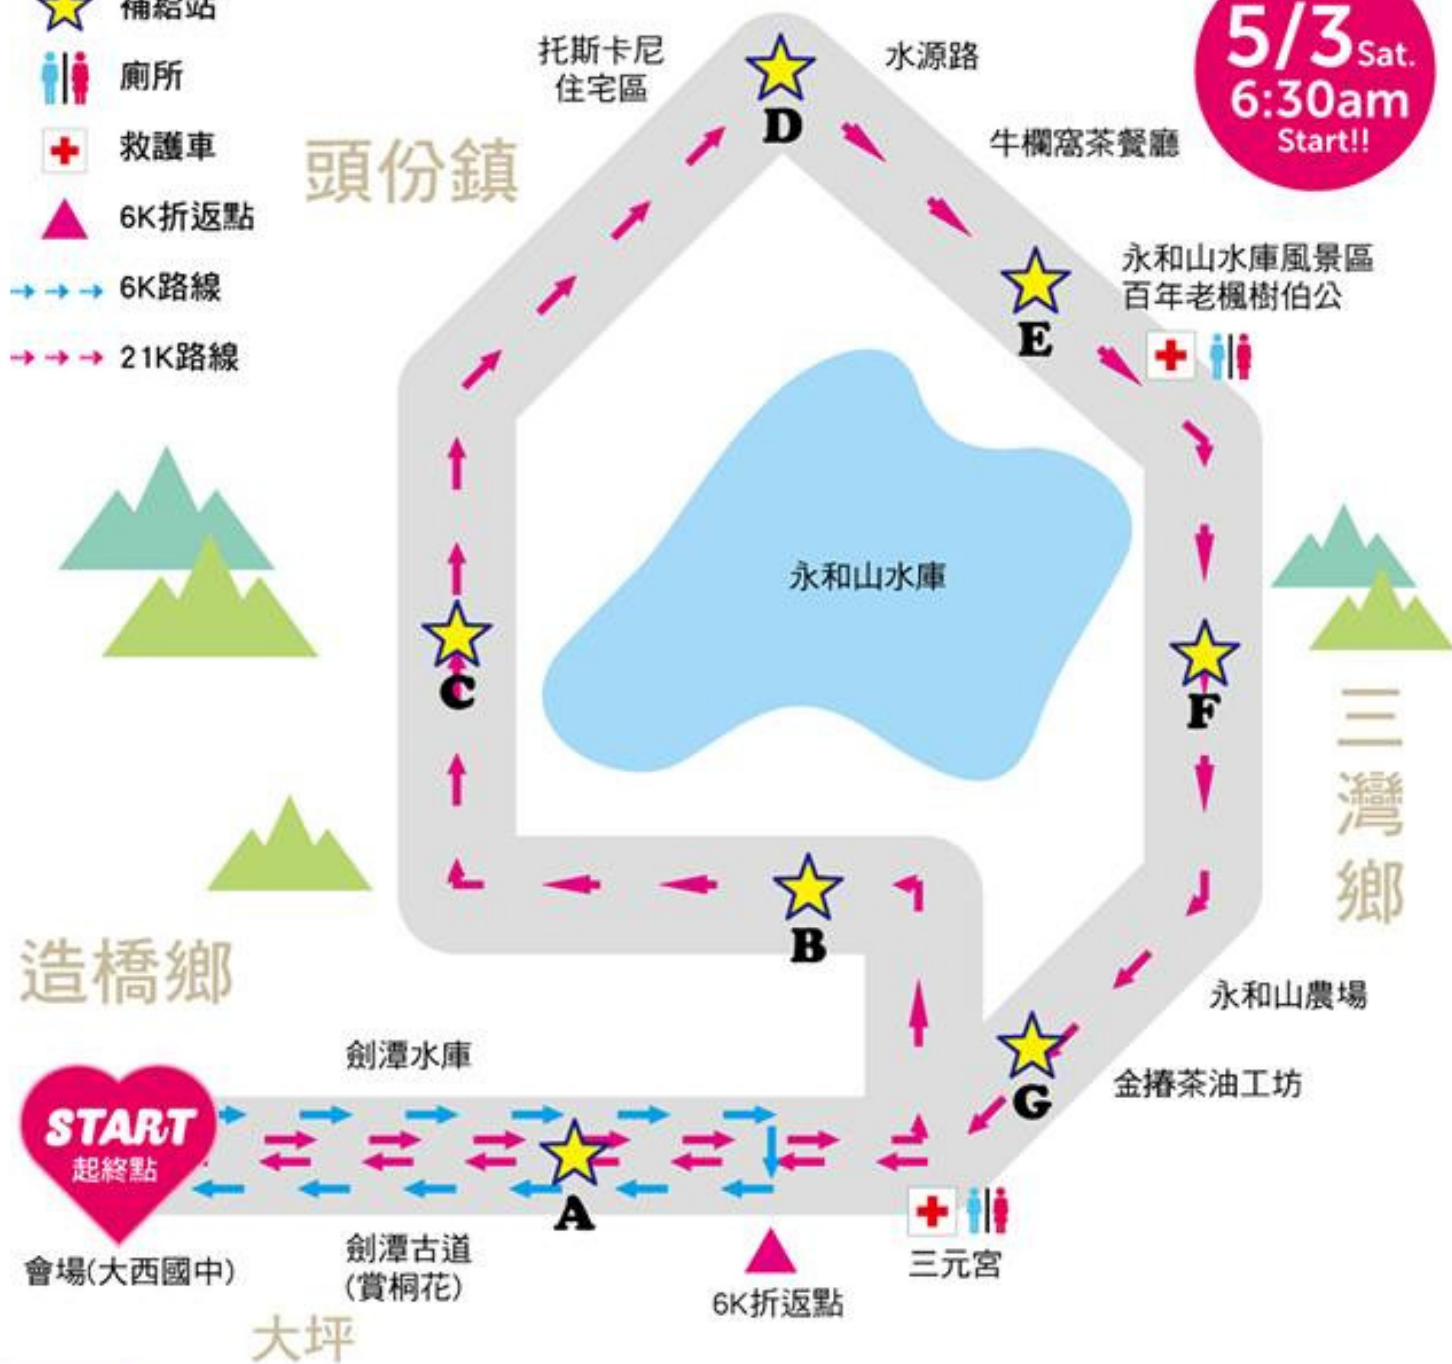 補給站
廁所
救護車
6K折返點
6K路線
21K路線
5/3 Sat.
6:30am
Start!!
托斯卡尼
住宅區
水源路
D
牛欄窩茶餐廳
頭份鎮
永和山水庫風景區
百年老楓樹伯公
E
永和山水庫
C
F
三灣鄉
B
造橋鄉
永和山農場
劍潭水庫
G
金捲茶油工坊
START
起終點
A
會場(大西國中)
劍潭古道
(賞桐花)
三元宮
6K折返點
大坪